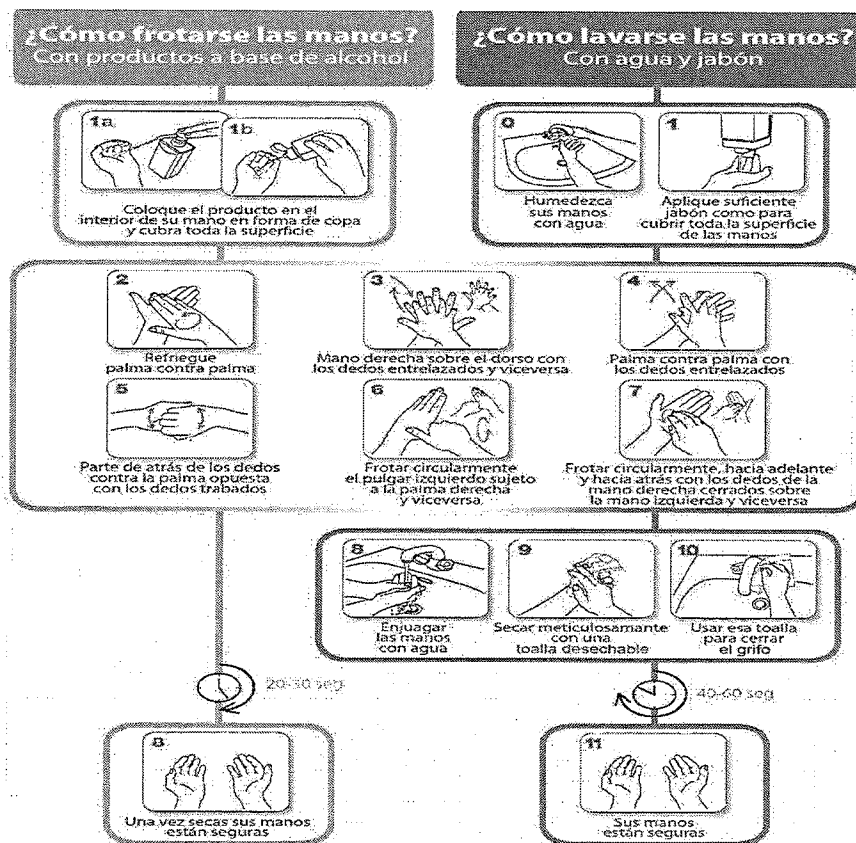 ¿Cómo frotarse las manos?
Con productos a base de alcohol
¿Cómo lavarse las manos?
Con agua y jabón
1a
1b
Coloque el producto en el
interior de su mano en forma de copa
y cubra toda la superficie
0
Humedezca
sus manos
con agua
1
Aplique suficiente
jabón como para
cubrir toda la superficie
de las manos
2
Refriegue
palma contra palma
3
Mano derecha sobre el dorso con
los dedos entrelazados y viceversa
4
Palma contra palma con
los dedos entrelazados
5
Parte de atrás de los dedos
contra la palma opuesta
con los dedos trabados
6
Frotar circularmente
el pulgar izquierdo sujeto
a la palma derecha
y viceversa
7
Frotar circularmente, hacia adelante
y hacia atrás con los dedos de la
mano derecha cerrados sobre
la mano izquierda y viceversa
8
Enjuagar
las manos
con agua
9
Secar meticulosamante
con una
toalla desechable
10
Usar esa toalla
para cerrar
el grifo
20-30 seg
40-60 seg
8
Una vez secas sus manos
están seguras
11
Sus manos
están seguras